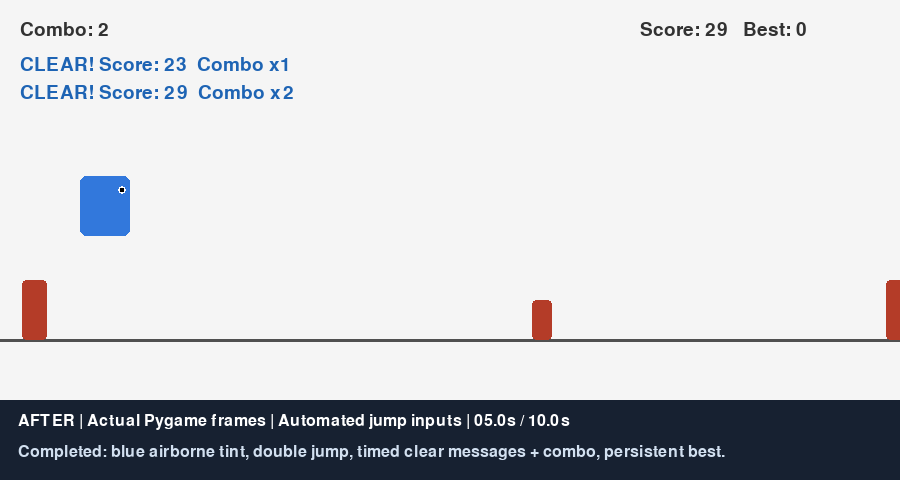 Combo: 2
Score: 29 Best: 0
CLEAR! Score: 23 Combo x1
CLEAR! Score: 29 Combo x2
AFTER | Actual Pygame frames | Automated jump inputs | 05.0s / 10.0s
Completed: blue airborne tint, double jump, timed clear messages + combo, persistent best.